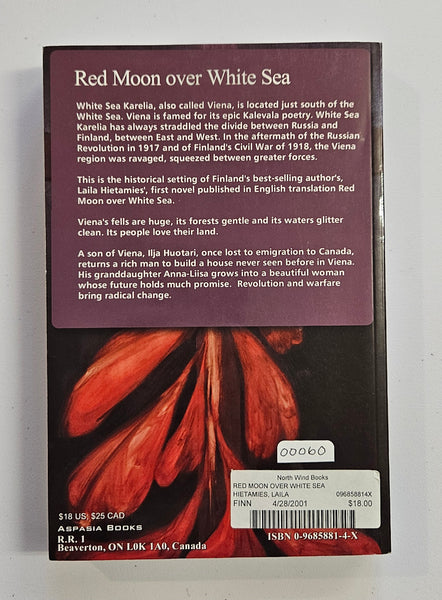 Red Moon over White Sea
White Sea Karelia, also called Viena, is located just south of the
White Sea. Viena is famed for its epic Kalevala poetry. White Sea
Karelia has always straddled the divide between Russia and
Finland, between East and West. In the aftermath of the Russian
Revolution in 1917 and of Finland's Civil War of 1918, the Viena
region was ravaged, squeezed between greater forces.
This is the historical setting of Finland's best-selling author's,
Laila Hietamies', first novel published in English translation Red
Moon over White Sea.
Viena's fells are huge, its forests gentle and its waters glitter
clean. Its people love their land.
A son of Viena, Ilja Huotari, once lost to emigration to Canada,
returns a rich man to build a house never seen before in Viena.
His granddaughter Anna-Liisa grows into a beautiful woman
whose future holds much promise. Revolution and warfare
bring radical change.
00060
North Wind Books
RED MOON OVER WHITE SEA
HIETAMIES, LAILA 096858814X
FINN 4/28/2001 $18.00
$18 US| $25 CAD
ASPASIA BOOKS
R.R. 1
Beaverton, ON L0K 1A0, Canada
ISBN 0-9685881-4-X